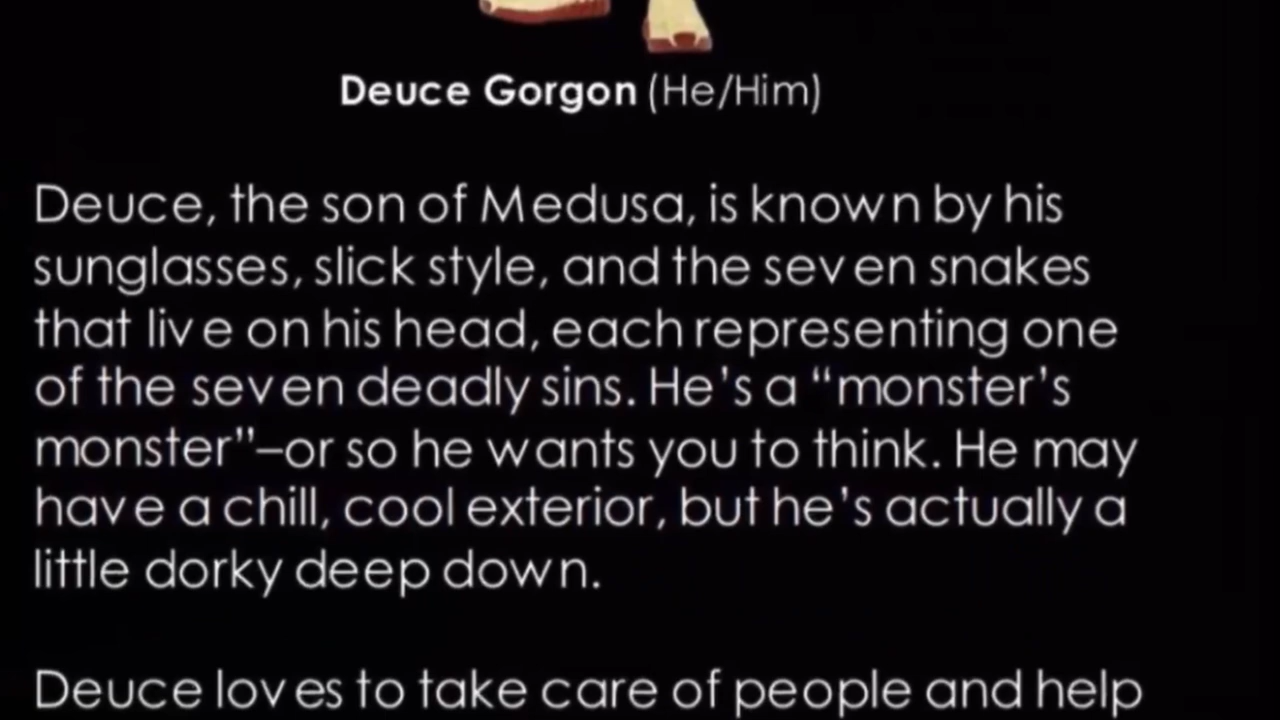 Deuce Gorgon (He/Him)
Deuce, the son of Medusa, is known by his
sunglasses, slick style, and the seven snakes
that live on his head, each representing one
of the seven deadly sins. He's a “monster's
monster”–or so he wants you to think. He may
have a chill, cool exterior, but he's actually a
little dorky deep down.
Deuce loves to take care of people and help